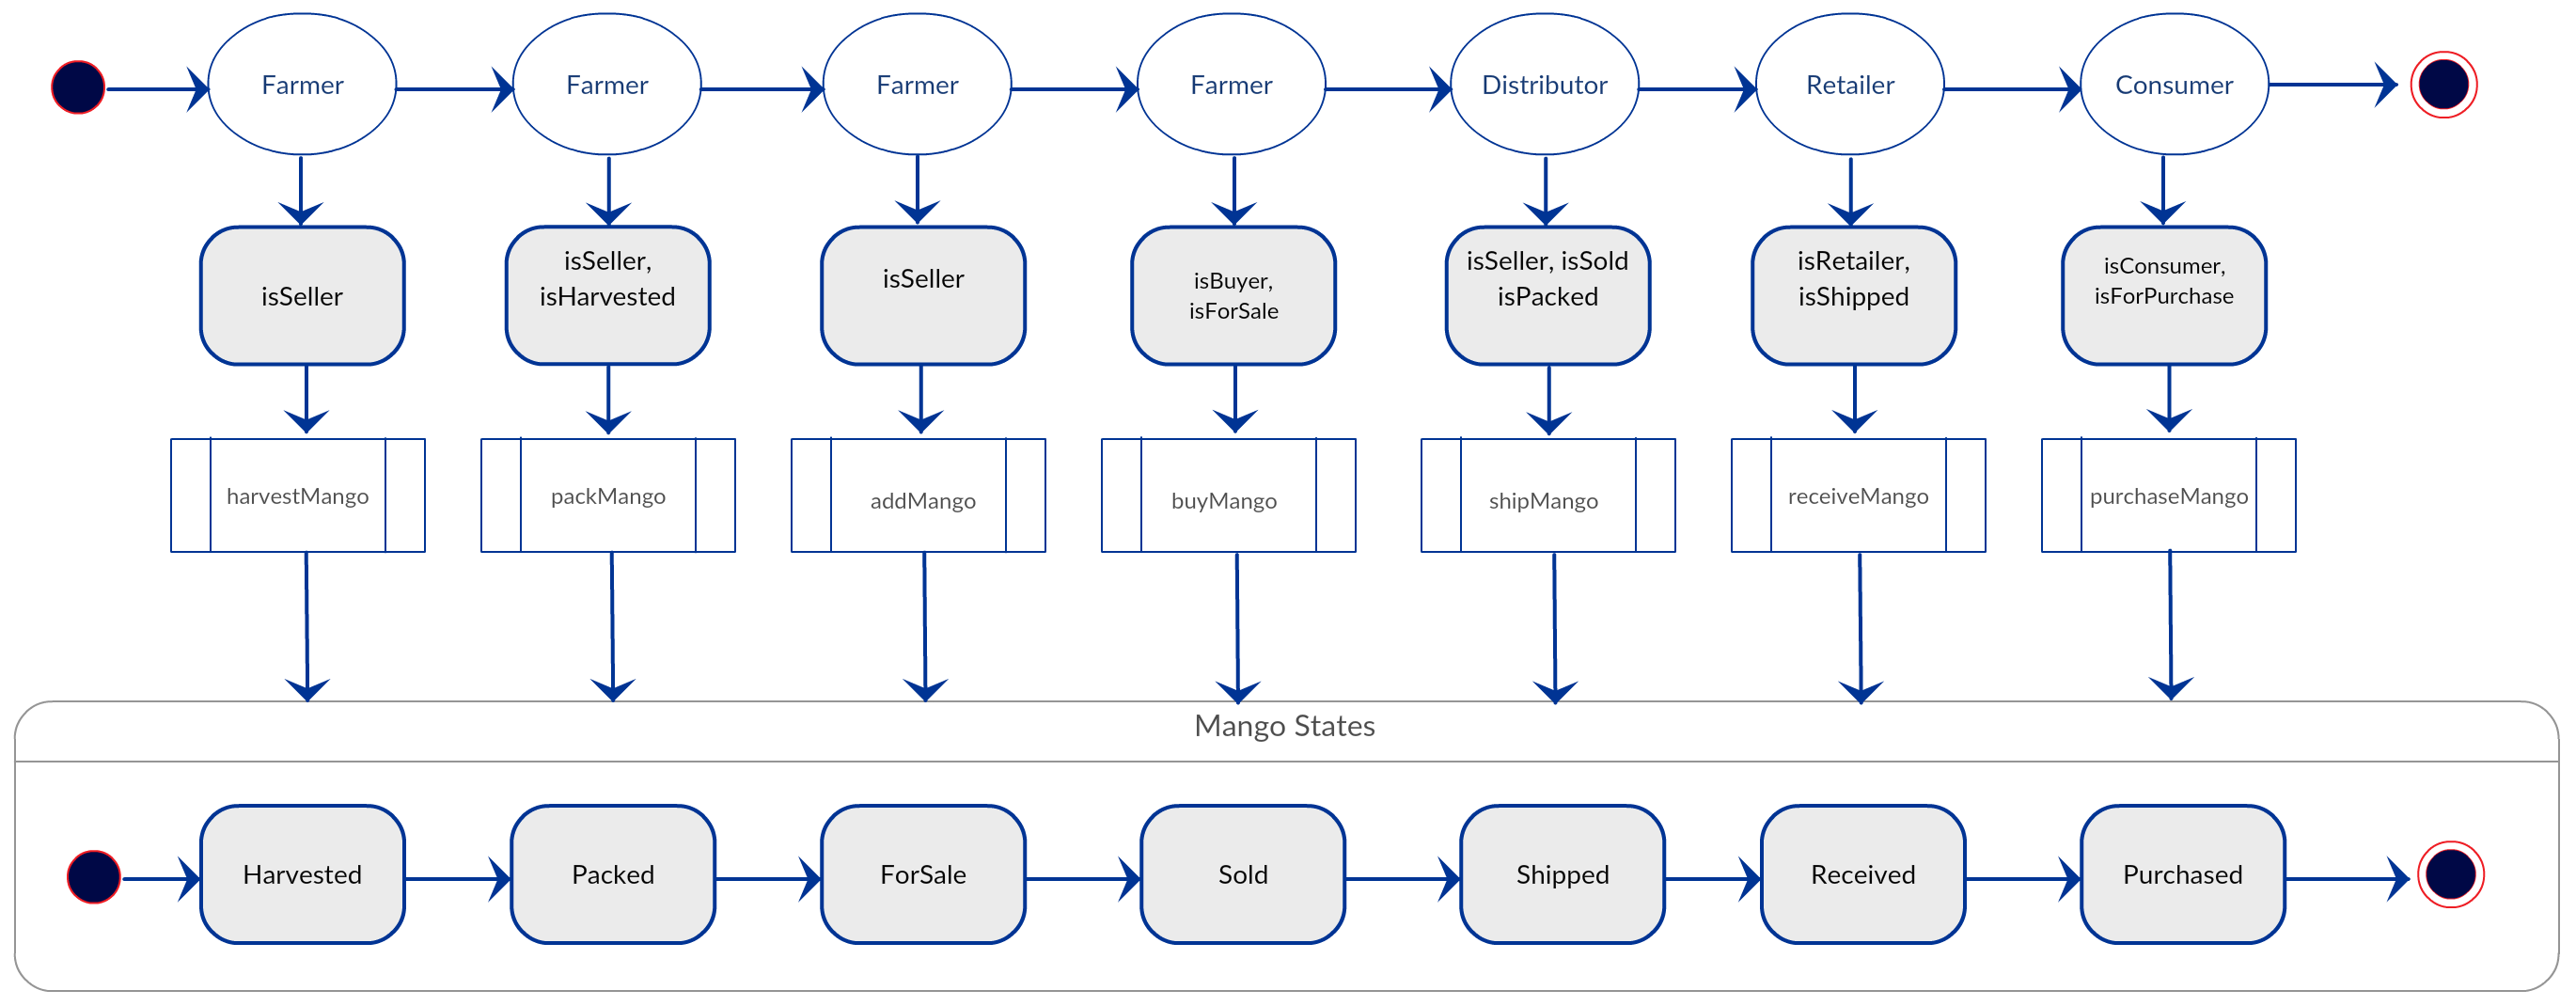 Farmer
Farmer
Farmer
Farmer
Distributor
Retailer
Consumer
isSeller
isSeller,
isHarvested
isSeller
isBuyer,
isForSale
isSeller, isSold
isPacked
isRetailer,
isShipped
isConsumer,
isForPurchase
harvestMango
packMango
addMango
buyMango
shipMango
receiveMango
purchaseMango
Mango States
Harvested
Packed
ForSale
Sold
Shipped
Received
Purchased